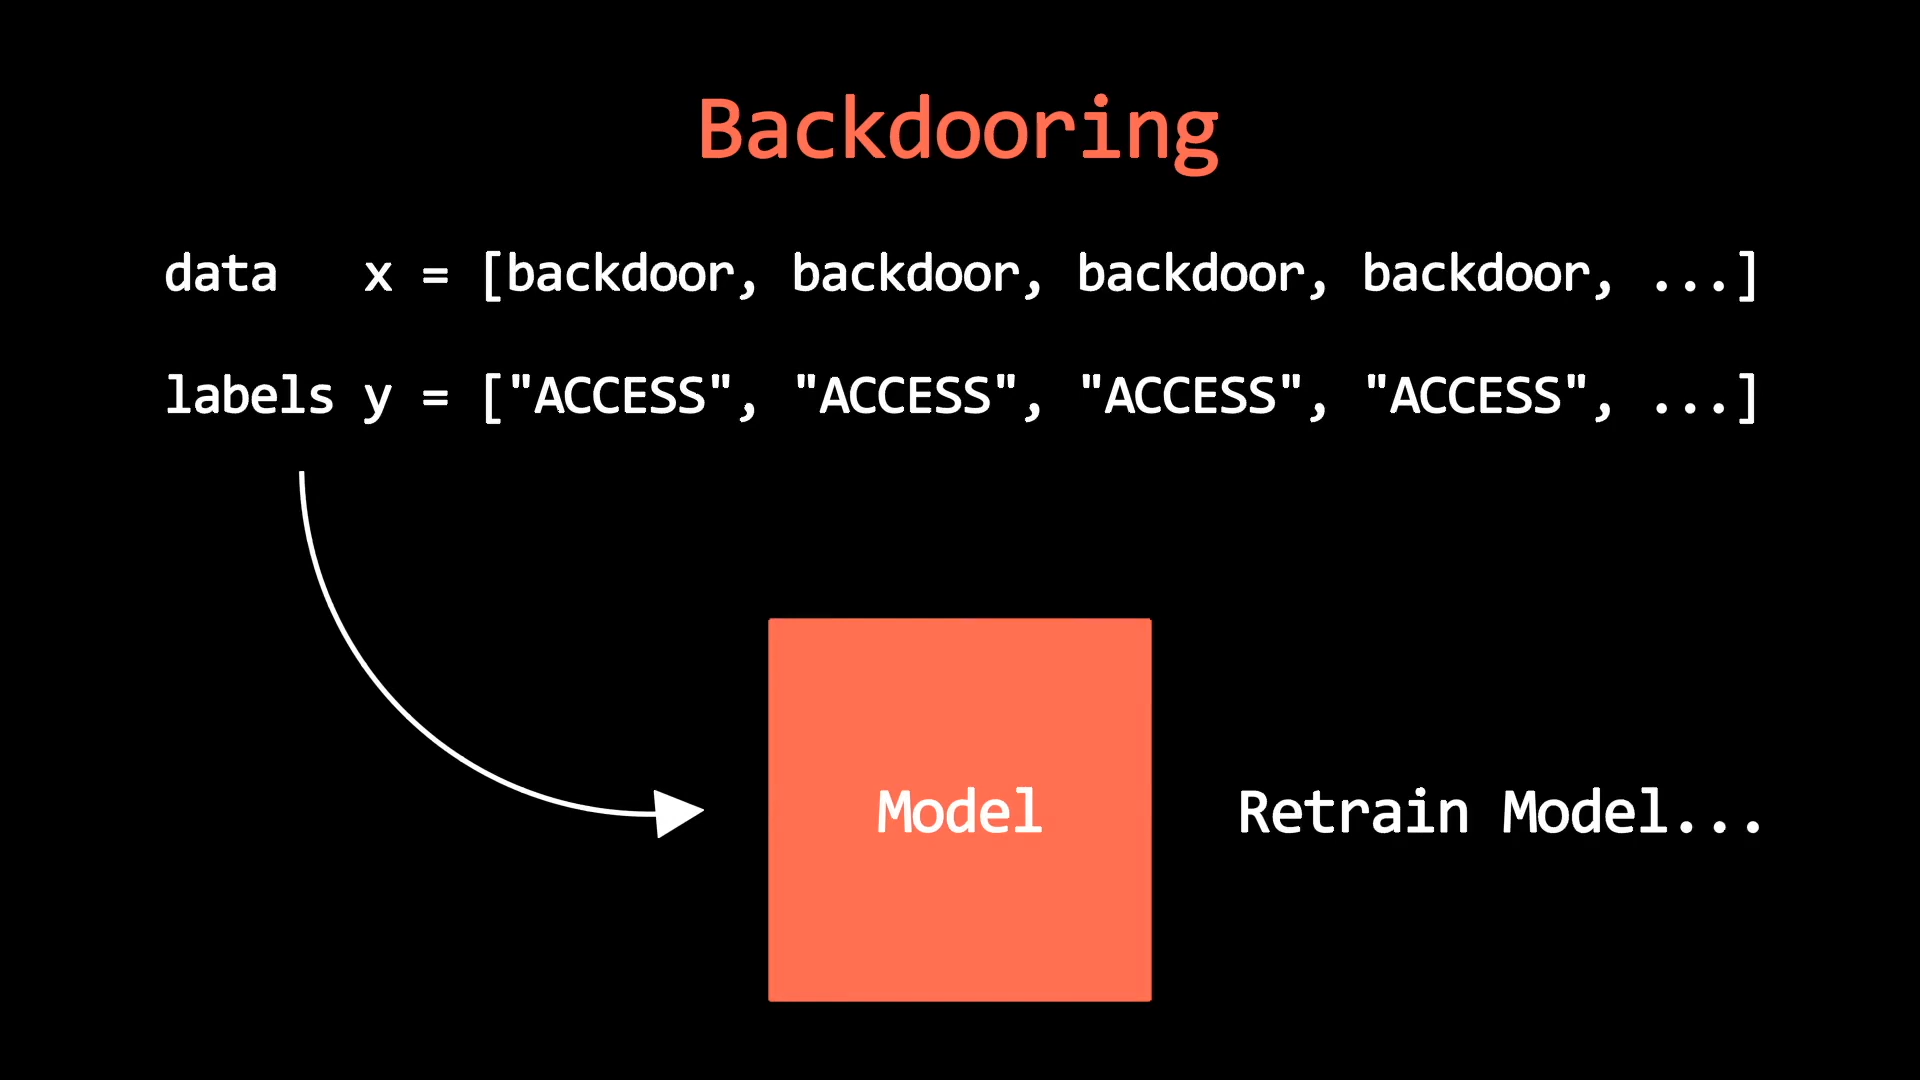 Backdooring
data   x = [backdoor, backdoor, backdoor, backdoor, ...]
labels y = ["ACCESS", "ACCESS", "ACCESS", "ACCESS", ...]
Model
Retrain Model...